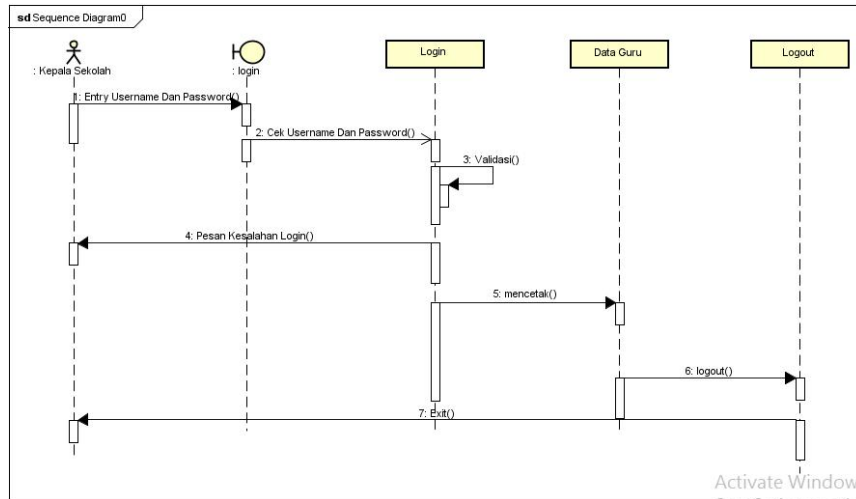 sd Sequence Diagram0
: Kepala Sekolah
: login
Login
Data Guru
Logout
1: Entry Username Dan Password()
2: Cek Username Dan Password()
3: Validasi()
4: Pesan Kesalahan Login()
5: mencetak()
6: logout()
7: Exit()
Activate Window